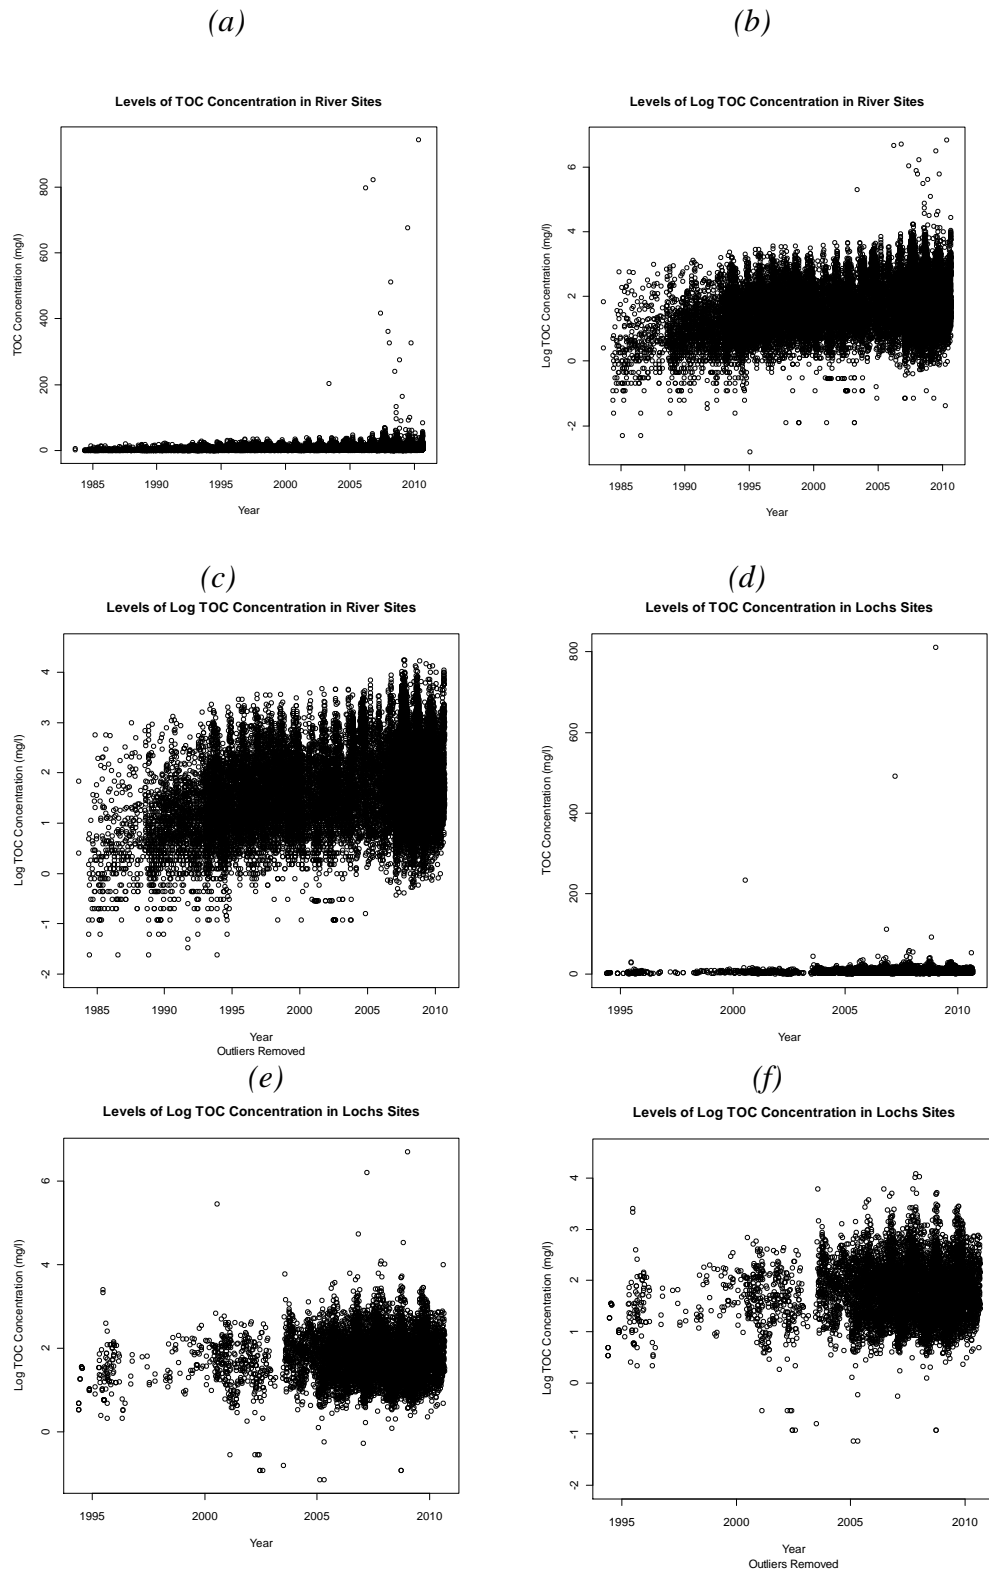 (a)
(b)
Levels of TOC Concentration in River Sites
TOC Concentration (mg/l)
0 200 400 600 800
1985 1990 1995 2000 2005 2010
Year
Levels of Log TOC Concentration in River Sites
Log TOC Concentration (mg/l)
-2 0 2 4 6
1985 1990 1995 2000 2005 2010
Year
(c)
(d)
Levels of Log TOC Concentration in River Sites
Log TOC Concentration (mg/l)
-2 -1 0 1 2 3 4
1985 1990 1995 2000 2005 2010
Year
Outliers Removed
Levels of TOC Concentration in Lochs Sites
TOC Concentration (mg/l)
0 200 400 600 800
1995 2000 2005 2010
Year
(e)
(f)
Levels of Log TOC Concentration in Lochs Sites
Log TOC Concentration (mg/l)
0 2 4 6
1995 2000 2005 2010
Year
Levels of Log TOC Concentration in Lochs Sites
Log TOC Concentration (mg/l)
-2 -1 0 1 2 3 4
1995 2000 2005 2010
Year
Outliers Removed